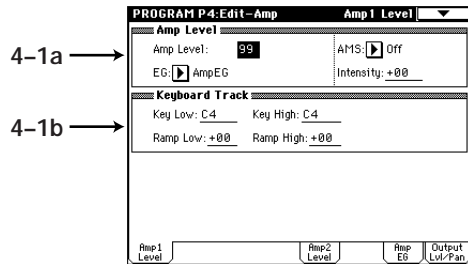 PROGRAM P4:Edit-Amp Amp1 Level
Amp Level
Amp Level: 99 AMS: Off
EG: AmpEG Intensity: +00
Keyboard Track
Key Low: C4 Key High: C4
Ramp Low: +00 Ramp High: +00
4–1a
4–1b
Amp1 Level
Amp2 Level
Amp EG
Output Lvl/Pan